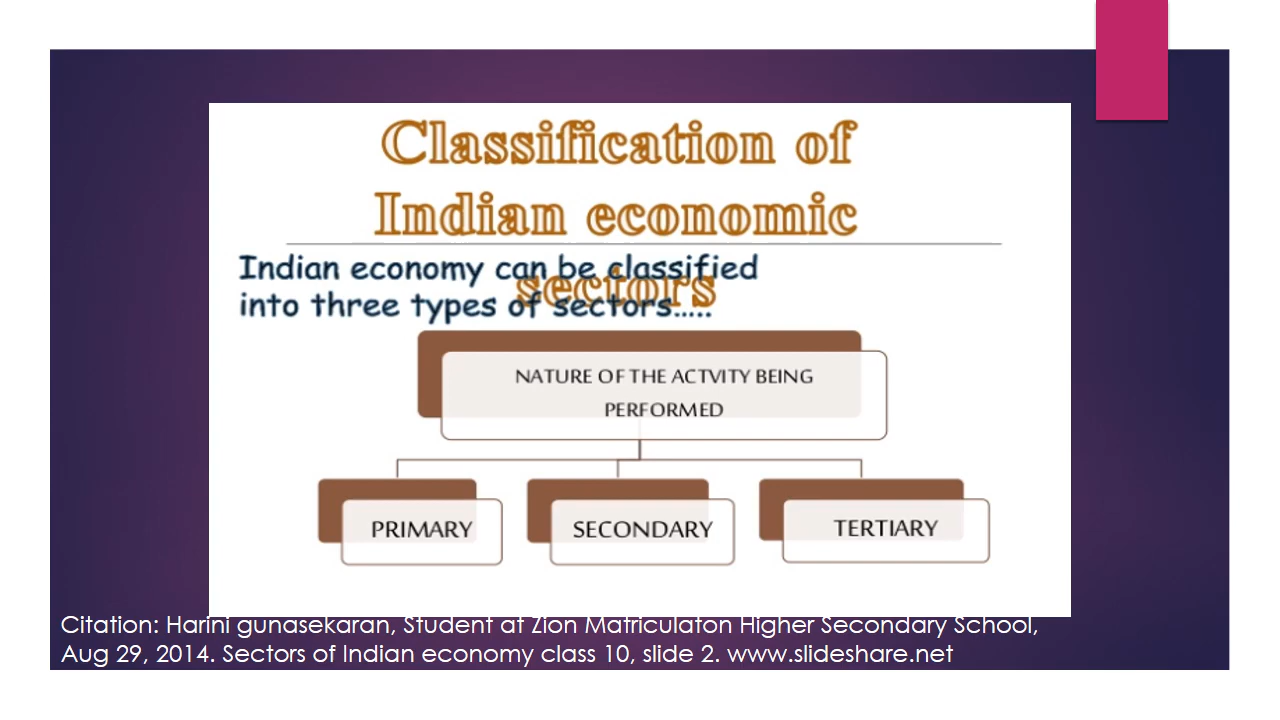 Classification of
Indian economic
sectors
Indian economy can be classified
into three types of sectors.....
NATURE OF THE ACTVITY BEING
PERFORMED
PRIMARY
SECONDARY
TERTIARY
Citation: Harini gunasekaran, Student at Zion Matriculaton Higher Secondary School,
Aug 29, 2014. Sectors of Indian economy class 10, slide 2. www.slideshare.net